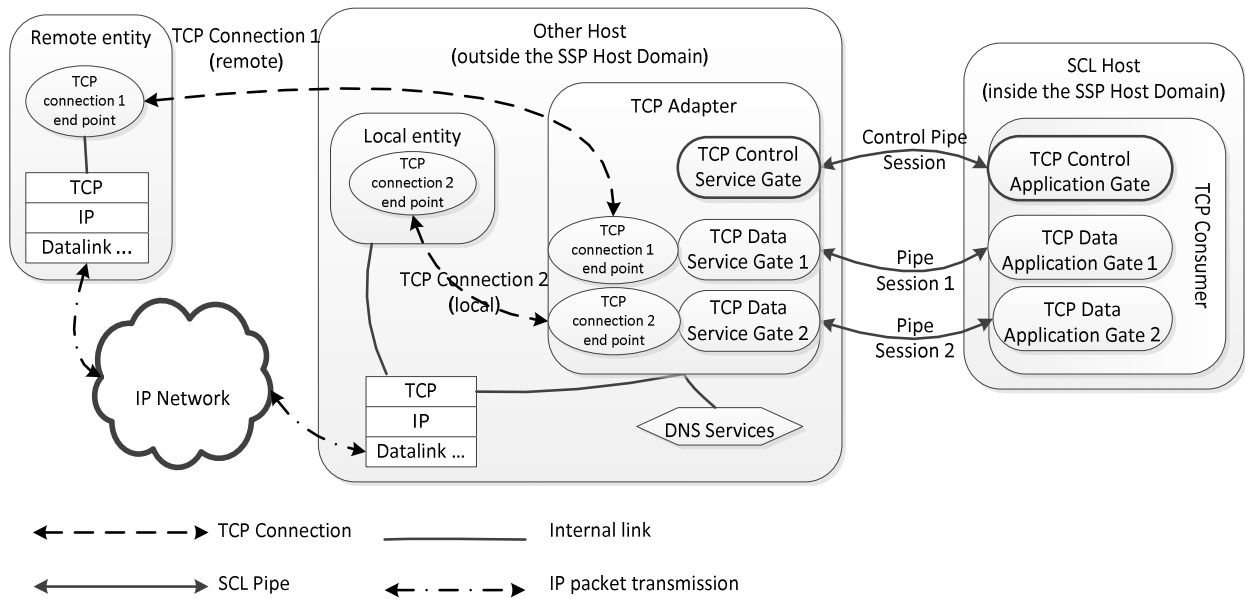 Remote entity
TCP
connection 1
end point
TCP
IP
Datalink ...
TCP Connection 1
(remote)
IP Network
Other Host
(outside the SSP Host Domain)
Local entity
TCP
connection 2
end point
TCP Connection 2
(local)
TCP
IP
Datalink ...
TCP Adapter
TCP Control
Service Gate
TCP
connection 1
end point
TCP Data
Service Gate 1
TCP
connection 2
end point
TCP Data
Service Gate 2
DNS Services
Control Pipe
Session
Pipe
Session 1
Pipe
Session 2
SCL Host
(inside the SSP Host Domain)
TCP Control
Application Gate
TCP Data
Application Gate 1
TCP Data
Application Gate 2
TCP Consumer
TCP Connection
Internal link
SCL Pipe
IP packet transmission